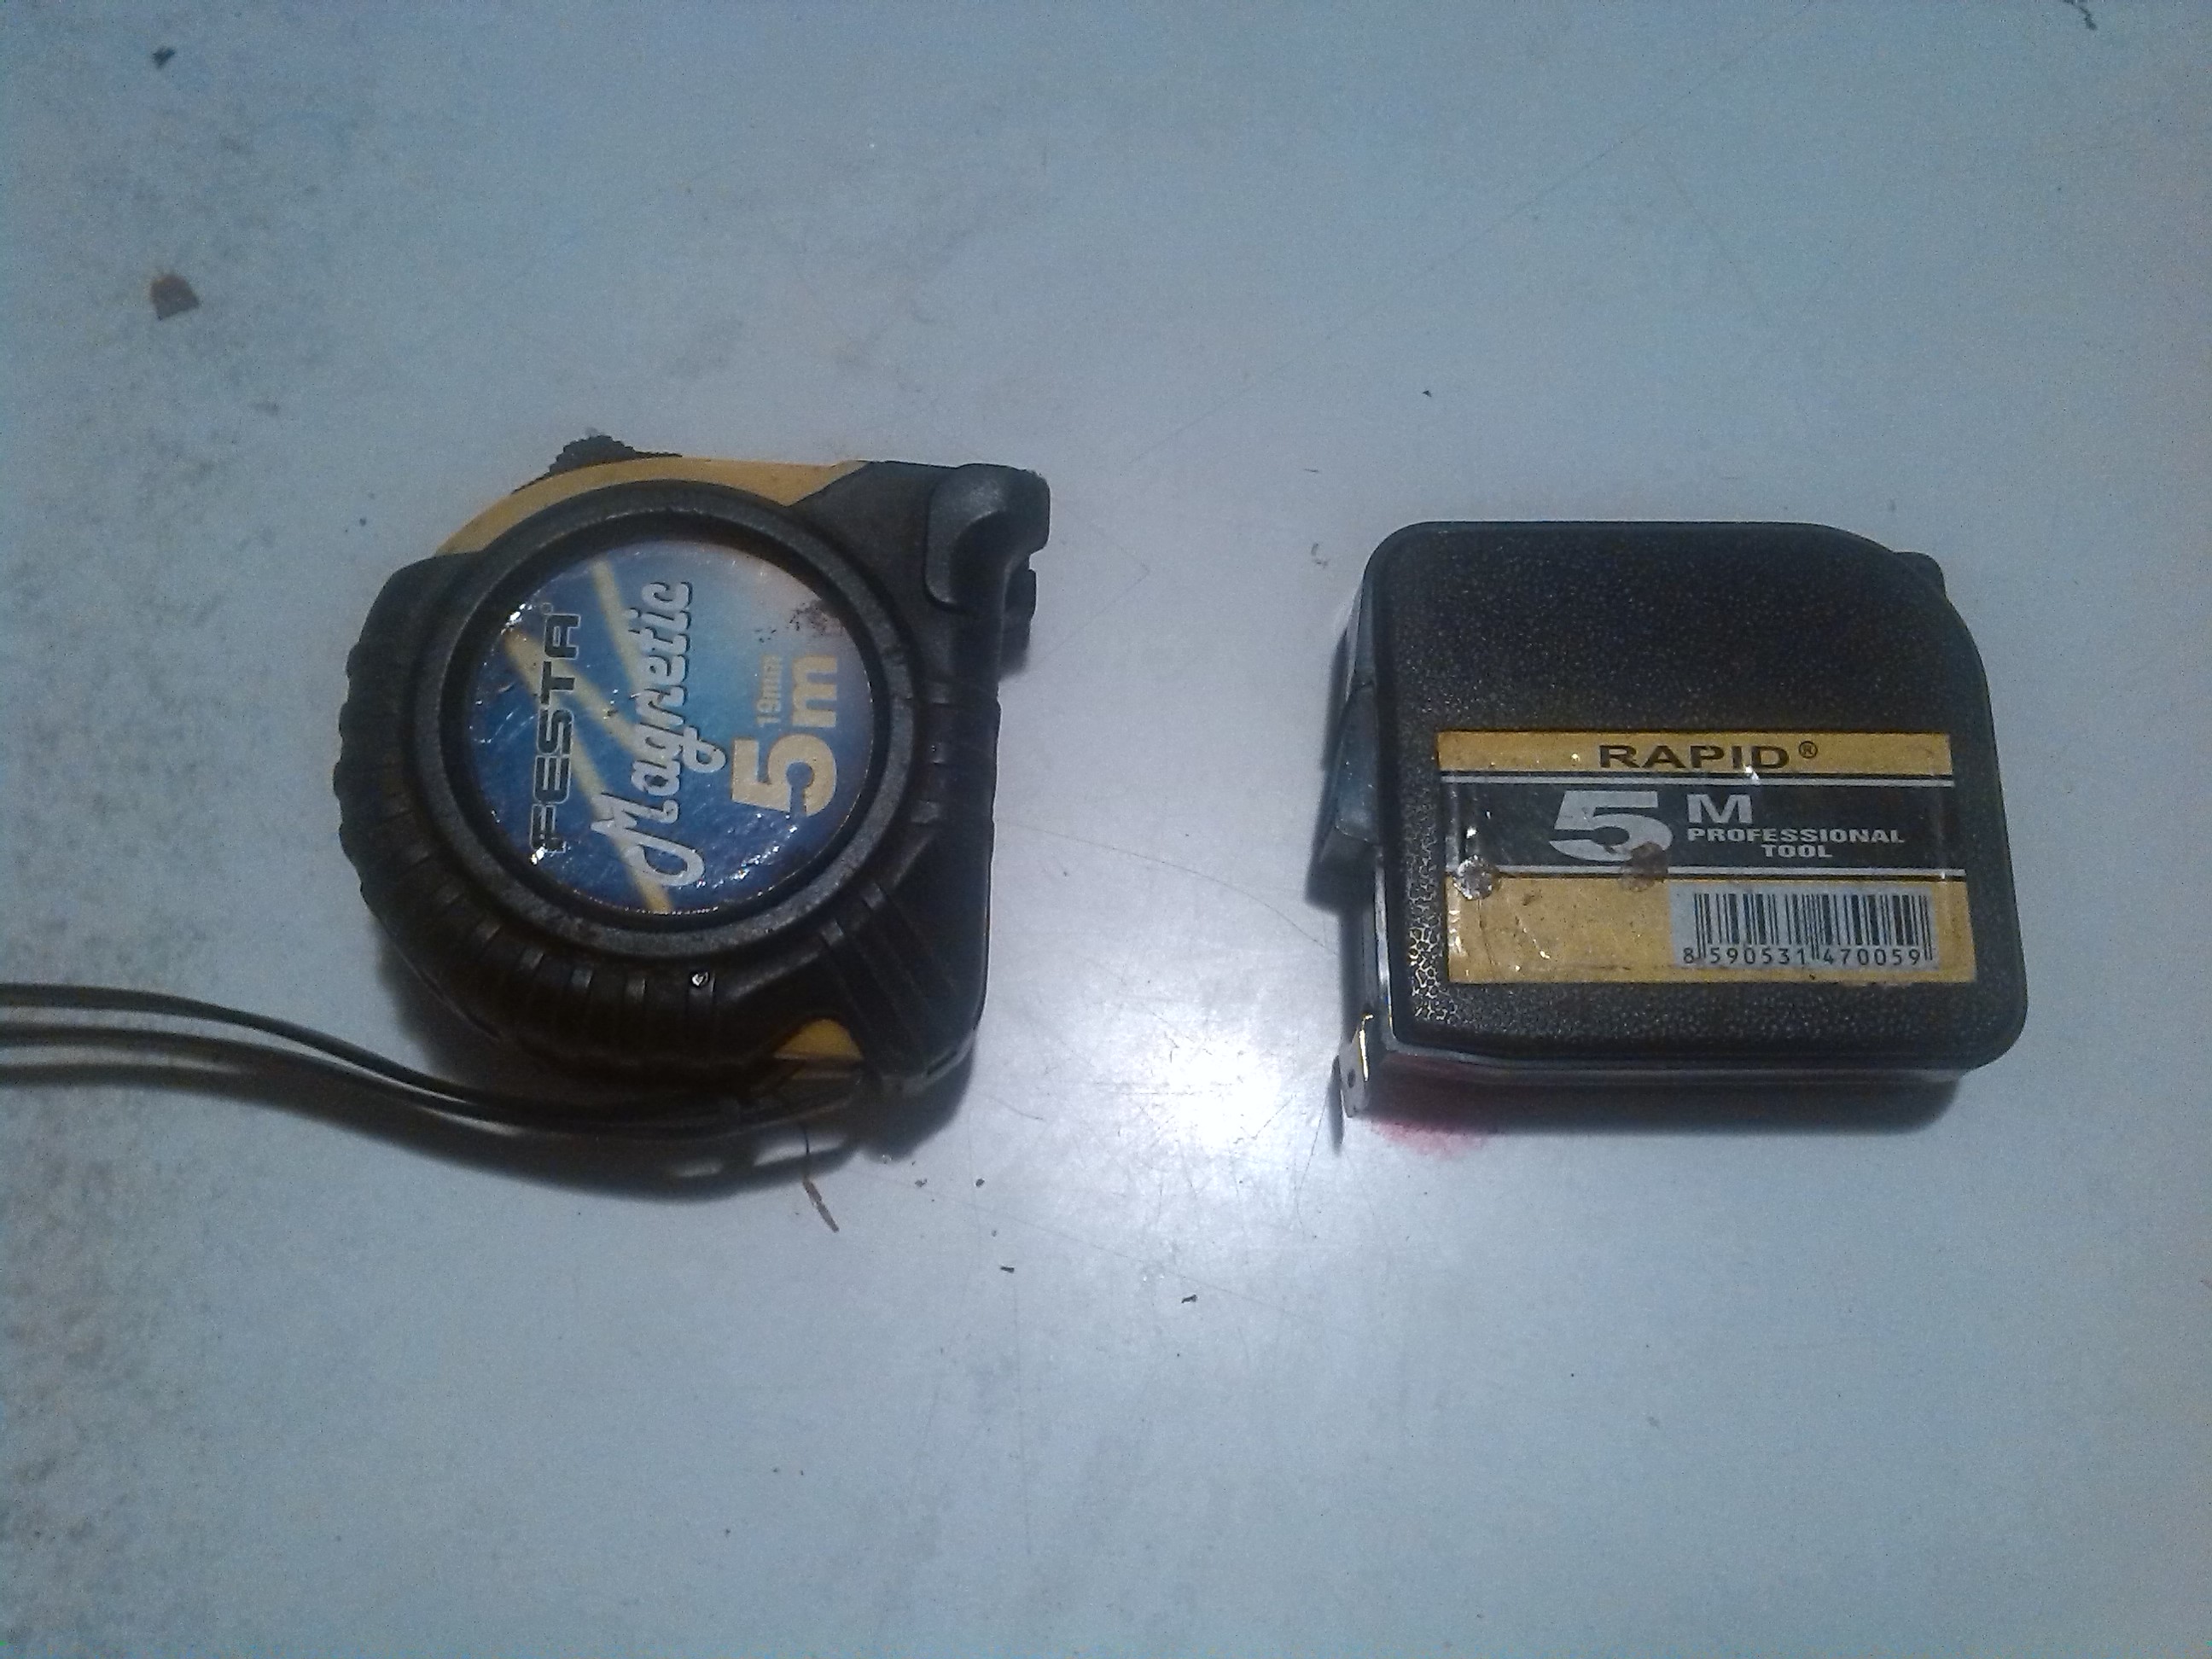 FESTA
Magnetic
19mm
5m
RAPID®
5 M
PROFESSIONAL
TOOL
8 590531 470059